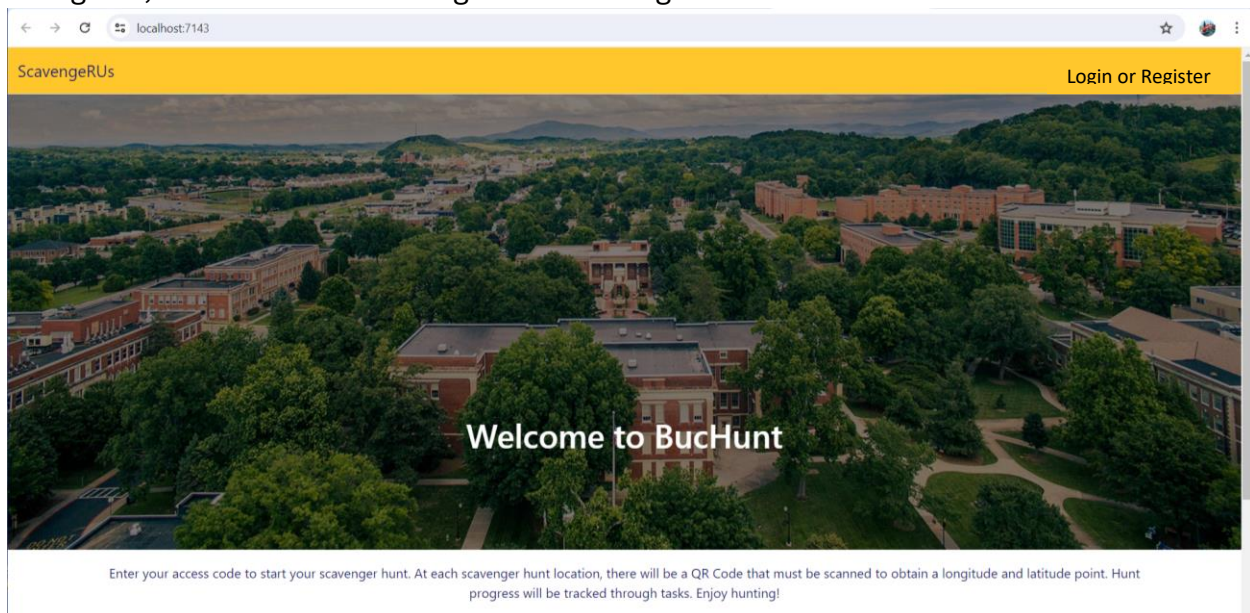 localhost:7143
ScavengeRUs
Login or Register
Welcome to BucHunt
Enter your access code to start your scavenger hunt. At each scavenger hunt location, there will be a QR Code that must be scanned to obtain a longitude and latitude point. Hunt
progress will be tracked through tasks. Enjoy hunting!